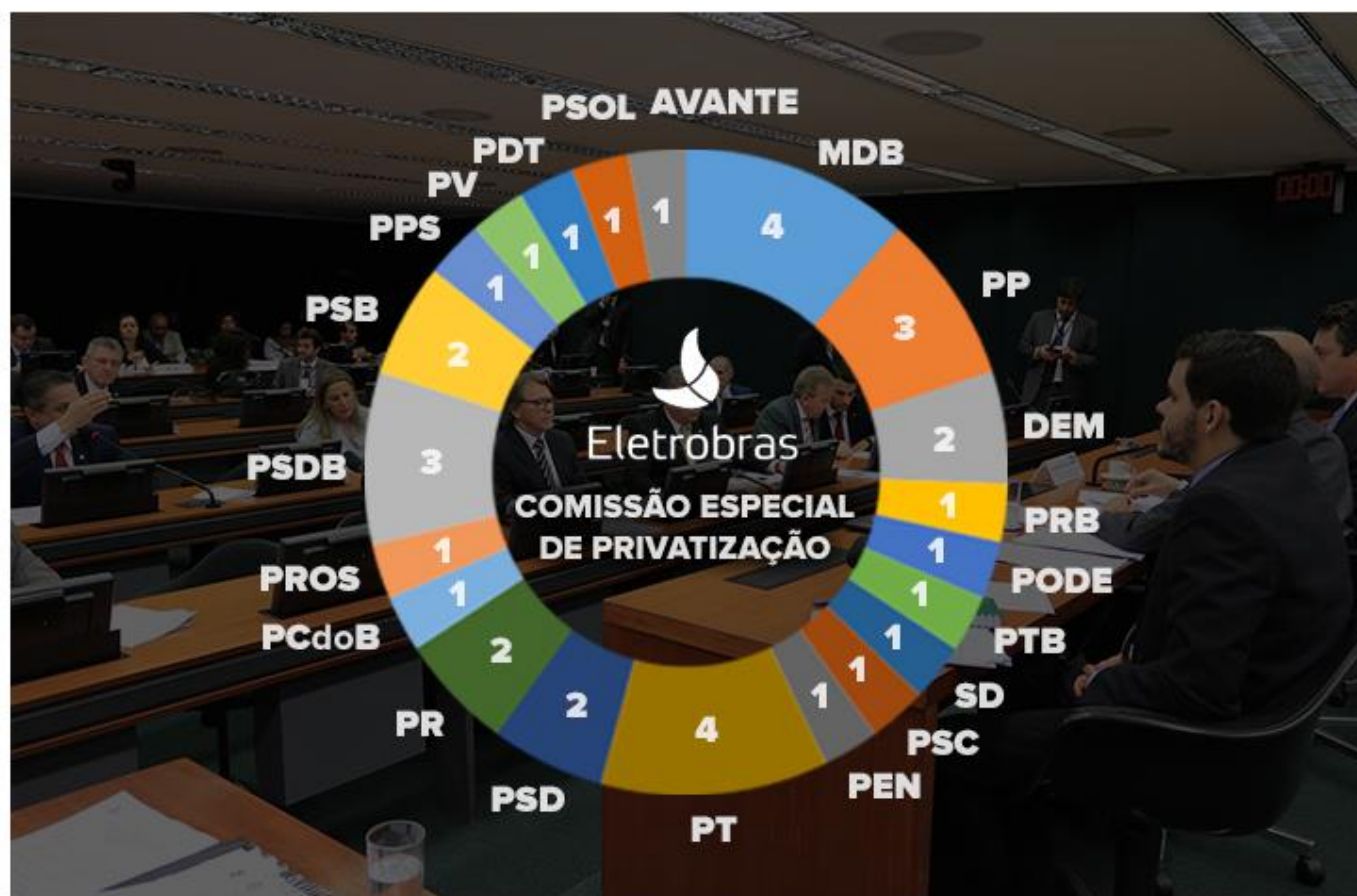 PSOL AVANTE
PDT
MDB
PV
PPS
PP
PSB
DEM
PSDB
PRB
PROS
PODE
PCdoB
PTB
SD
PR
PSC
PEN
PSD
PT
1
1
1
1
1
4
3
2
1
1
1
1
1
1
4
2
2
1
1
3
2
Eletrobras
COMISSÃO ESPECIAL
DE PRIVATIZAÇÃO
00:00